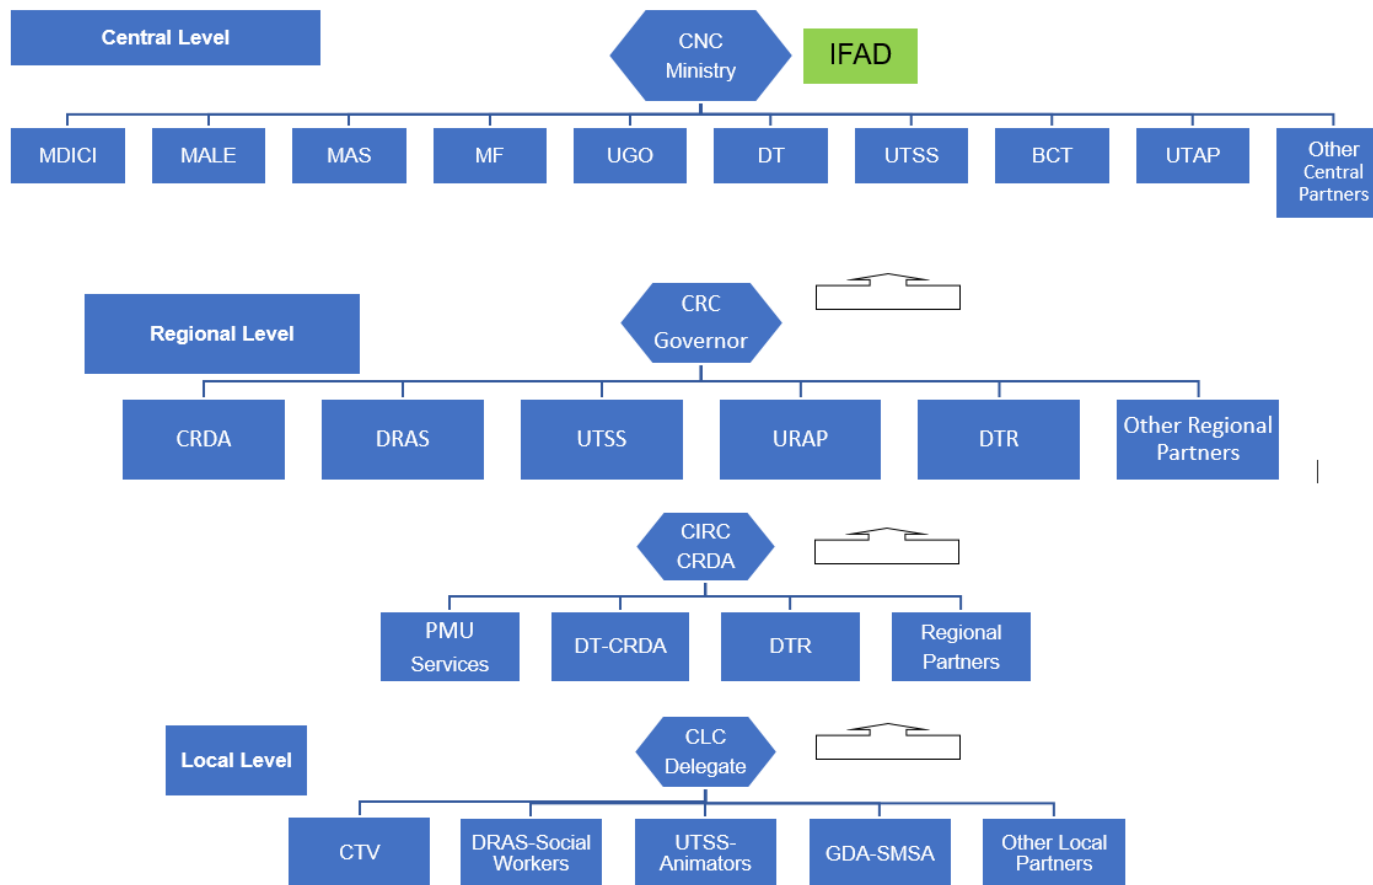 Central Level
CNC
Ministry
IFAD
MDICI
MALE
MAS
MF
UGO
DT
UTSS
BCT
UTAP
Other
Central
Partners
Regional Level
CRC
Governor
CRDA
DRAS
UTSS
URAP
DTR
Other Regional
Partners
CIRC
CRDA
PMU
Services
DT-CRDA
DTR
Regional
Partners
Local Level
CLC
Delegate
CTV
DRAS-Social
Workers
UTSS-
Animators
GDA-SMSA
Other Local
Partners